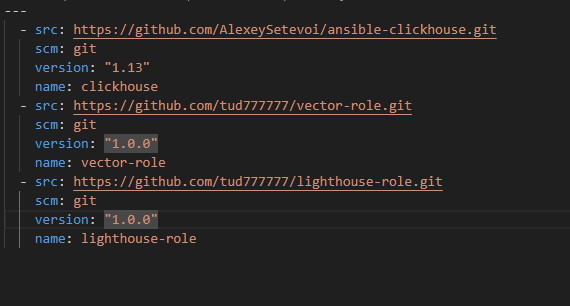 ---
- src: https://github.com/AlexeySetevoi/ansible-clickhouse.git
scm: git
version: "1.13"
name: clickhouse
- src: https://github.com/tud777777/vector-role.git
scm: git
version: "1.0.0"
name: vector-role
- src: https://github.com/tud777777/lighthouse-role.git
scm: git
version: "1.0.0"
name: lighthouse-role